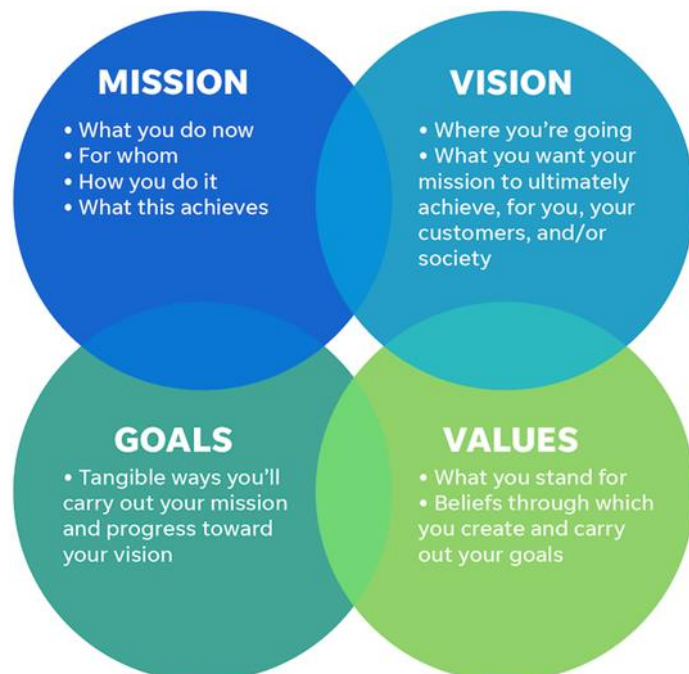 MISSION
• What you do now
• For whom
• How you do it
• What this achieves
VISION
• Where you’re going
• What you want your
mission to ultimately
achieve, for you, your
customers, and/or
society
GOALS
• Tangible ways you’ll
carry out your mission
and progress toward
your vision
VALUES
• What you stand for
• Beliefs through which
you create and carry
out your goals